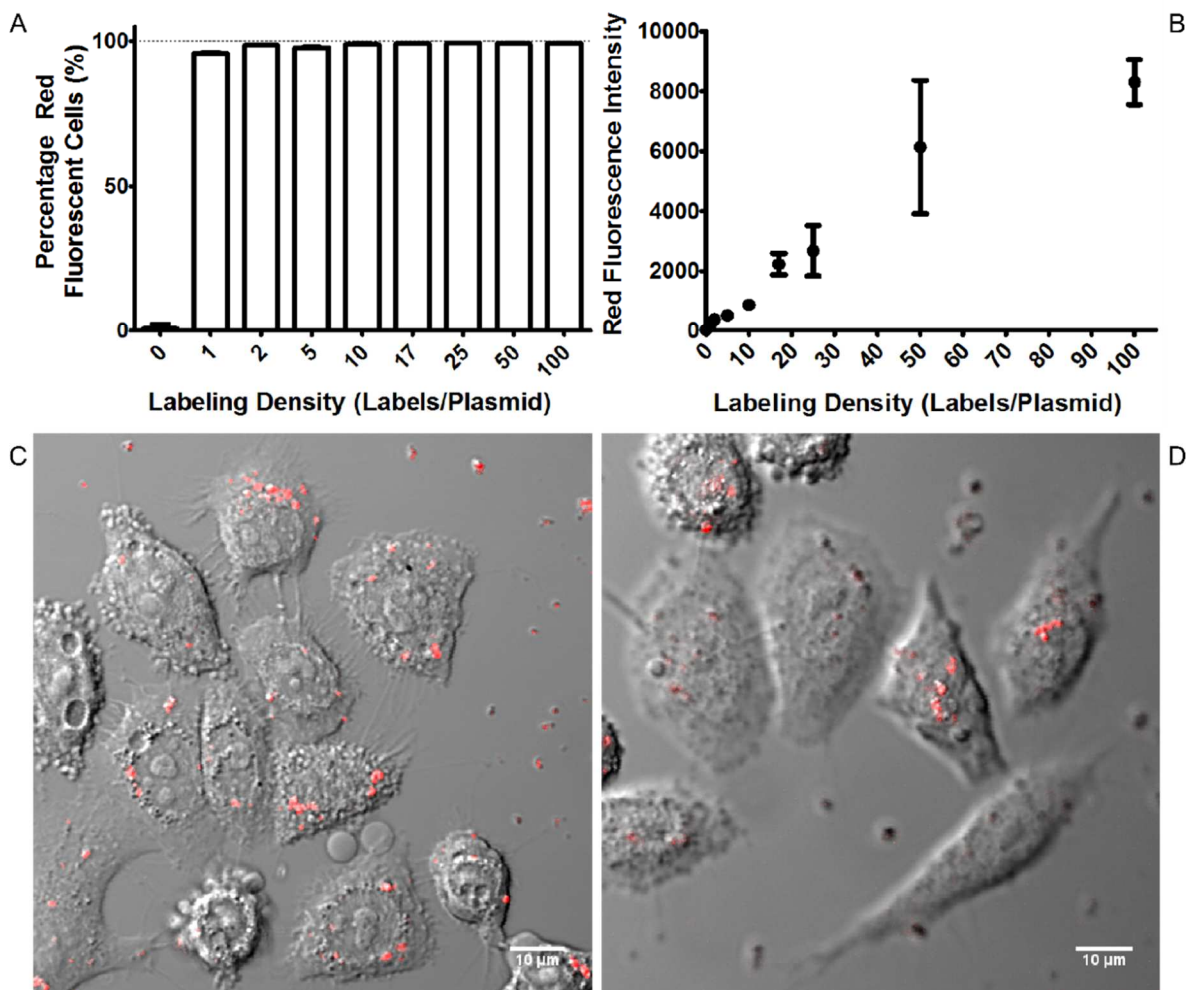 A
Percentage Red
Fluorescent Cells (%)
100
50
0
0
1
2
5
10
17
25
50
100
Labeling Density (Labels/Plasmid)
B
Red Fluorescence Intensity
10000
8000
6000
4000
2000
0
0
10
20
30
40
50
60
70
80
90
100
Labeling Density (Labels/Plasmid)
C
10 µm
D
10 µm